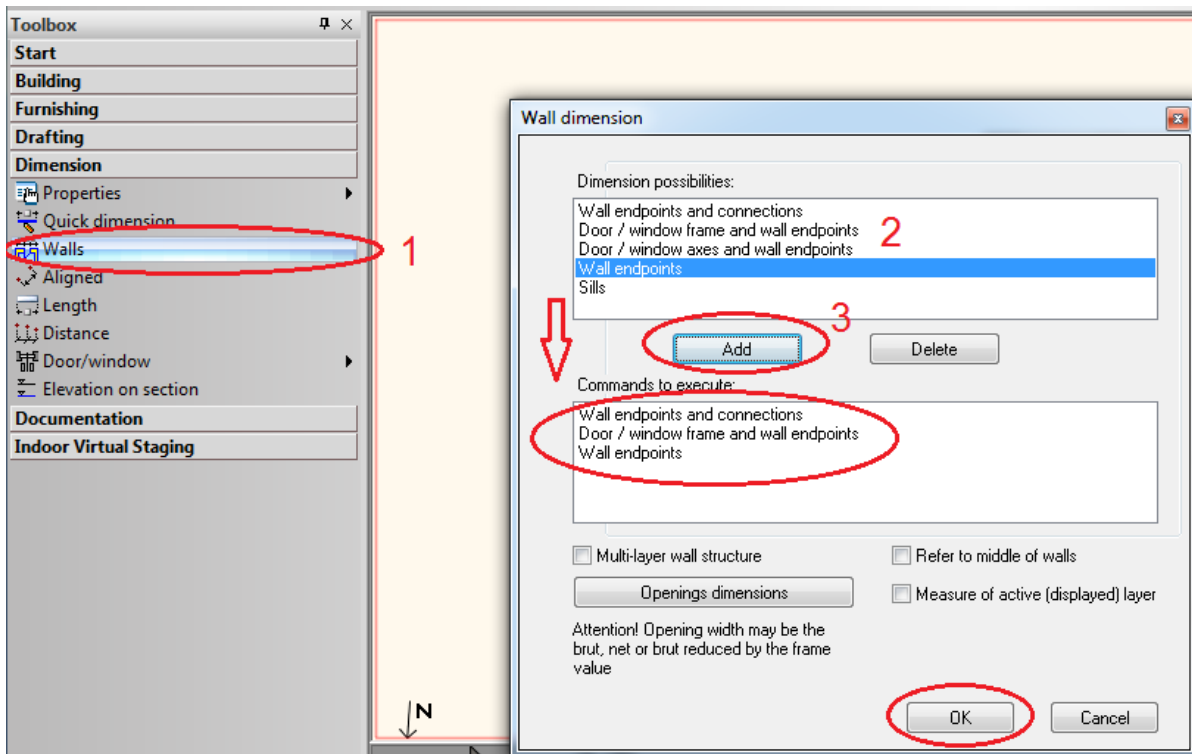 Toolbox
Start
Building
Furnishing
Drafting
Dimension
Properties
Quick dimension
Walls
1
Aligned
Length
Distance
Door/window
Elevation on section
Documentation
Indoor Virtual Staging
N
Wall dimension
Dimension possibilities:
Wall endpoints and connections
Door / window frame and wall endpoints
2
Door / window axes and wall endpoints
Wall endpoints
Sills
3
Add Delete
Commands to execute:
Wall endpoints and connections
Door / window frame and wall endpoints
Wall endpoints
Multi-layer wall structure Refer to middle of walls
Openings dimensions Measure of active (displayed) layer
Attention! Opening width may be the
brut, net or brut reduced by the frame
value
OK Cancel